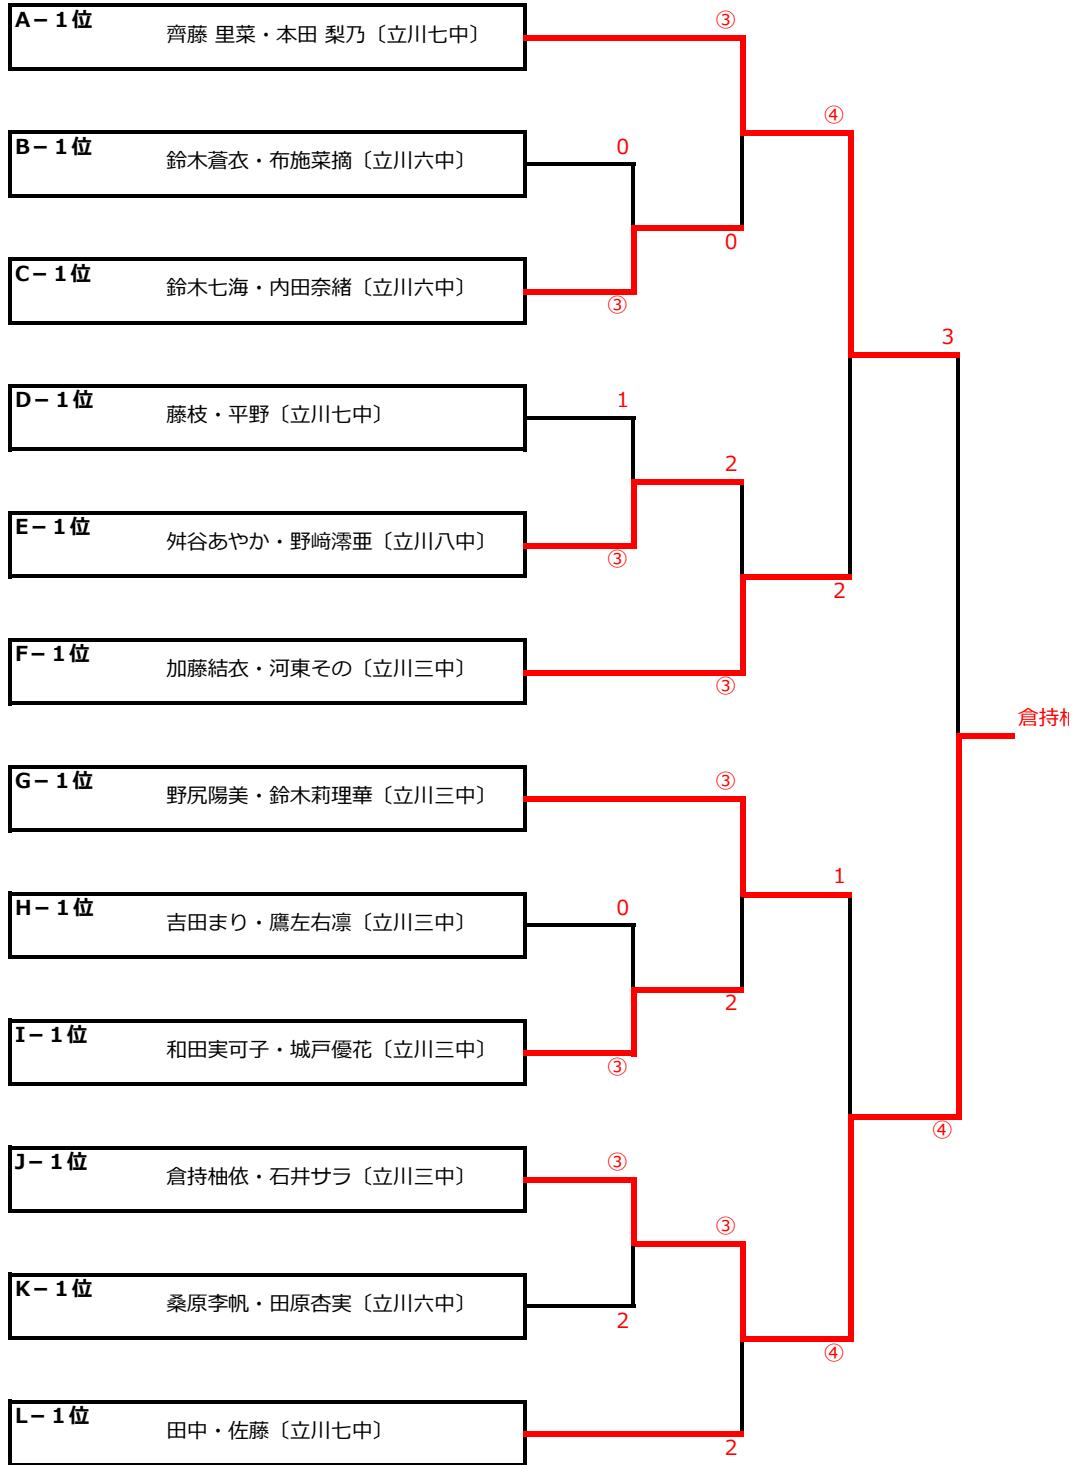 A－１位
齊藤 里菜・本田 梨乃〔立川七中〕
③
④
B－１位
鈴木蒼衣・布施菜摘〔立川六中〕
0
0
C－１位
鈴木七海・内田奈緒〔立川六中〕
③
3
D－１位
藤枝・平野〔立川七中〕
1
2
E－１位
舛谷あやか・野﨑澪亜〔立川八中〕
③
2
F－１位
加藤結衣・河東その〔立川三中〕
③
倉持
G－１位
野尻陽美・鈴木莉理華〔立川三中〕
③
1
H－１位
吉田まり・鷹左右凛〔立川三中〕
0
2
I－１位
和田実可子・城戸優花〔立川三中〕
③
④
J－１位
倉持柚依・石井サラ〔立川三中〕
③
③
K－１位
桑原李帆・田原杏実〔立川六中〕
2
④
L－１位
田中・佐藤〔立川七中〕
2